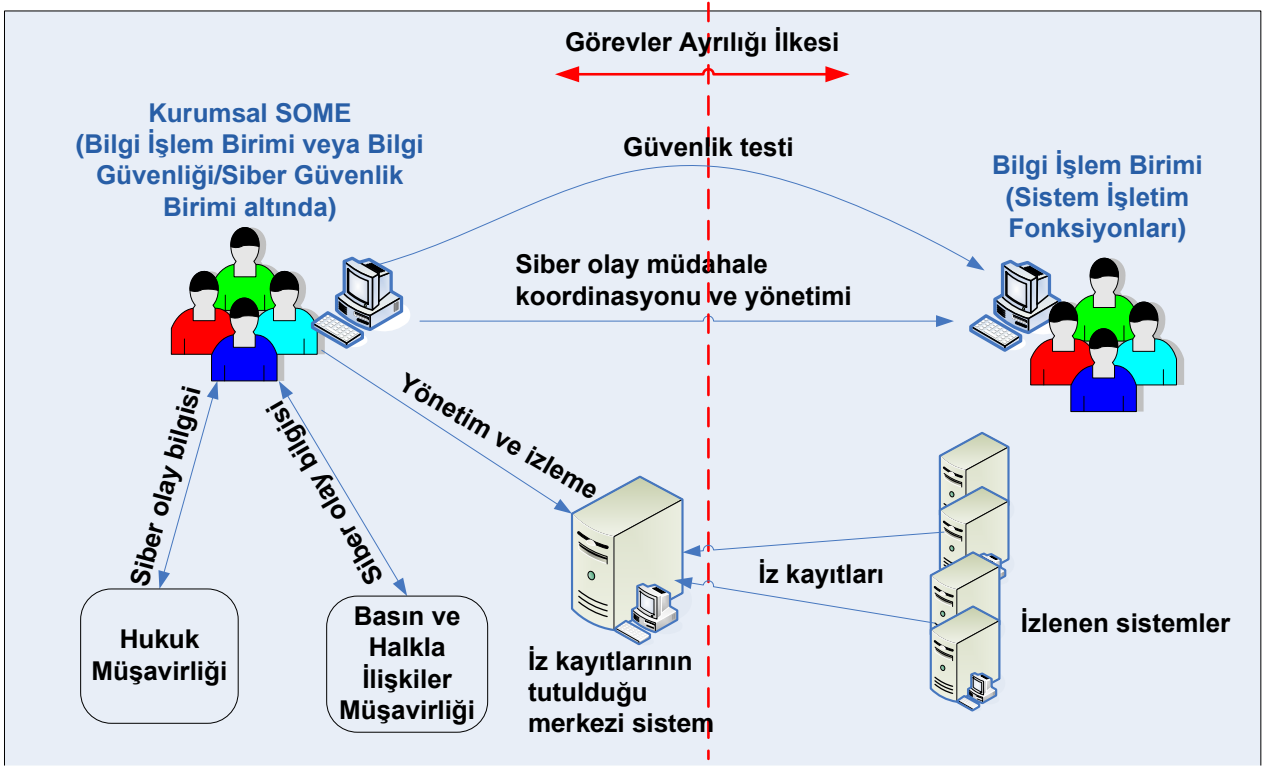 Görevler Ayrılığı İlkesi
Kurumsal SOME
(Bilgi İşlem Birimi veya Bilgi
Güvenliği/Siber Güvenlik
Birimi altında)
Güvenlik testi
Bilgi İşlem Birimi
(Sistem İşletim
Fonksiyonları)
Siber olay müdahale
koordinasyonu ve yönetimi
Siber olay bilgisi
Siber olay bilgisi
Yönetim ve izleme
İz kayıtları
Hukuk
Müşavirliği
Basın ve
Halkla
İlişkiler
Müşavirliği
İz kayıtlarının
tutulduğu
merkezi sistem
İzlenen sistemler